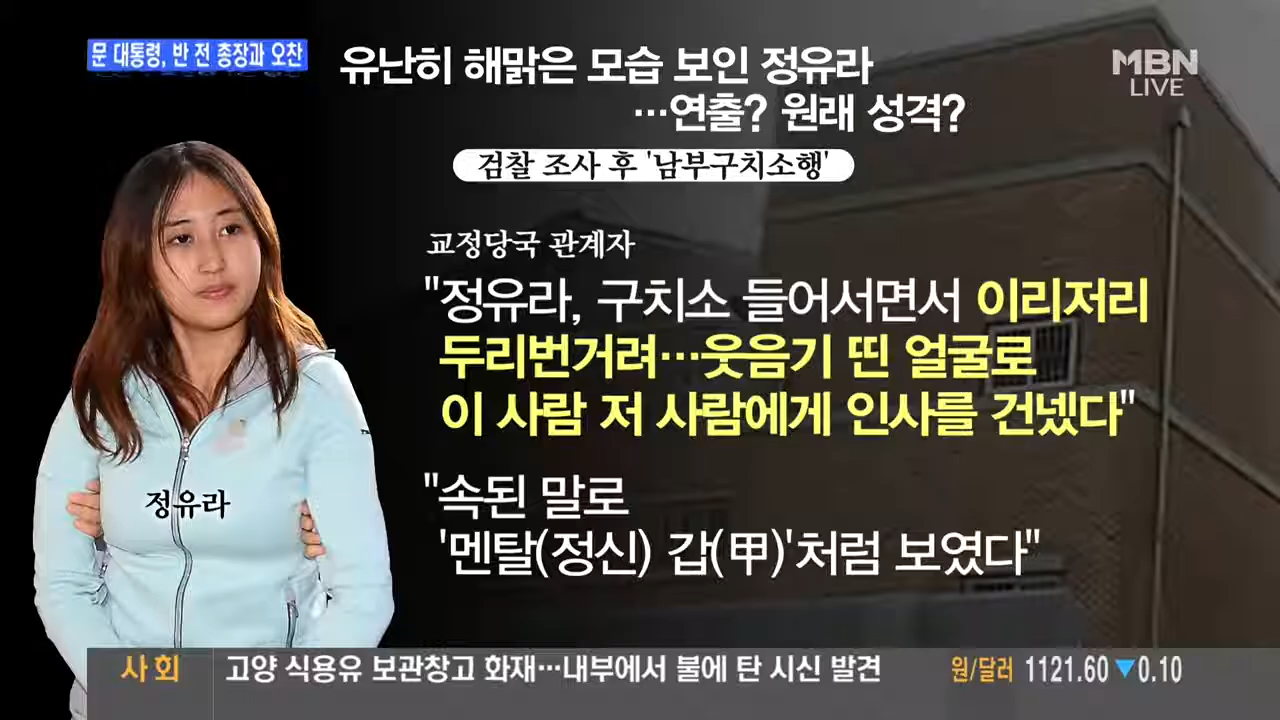 문 대통령, 반 전 총장과 오찬
유난히 해맑은 모습 보인 정유라
…연출? 원래 성격?
MBN
LIVE
검찰 조사 후 '남부구치소행'
교정당국 관계자
"정유라, 구치소 들어서면서 이리저리
두리번거려…웃음기 띤 얼굴로
이 사람 저 사람에게 인사를 건넸다"
"속된 말로
'멘탈(정신) 갑(甲)'처럼 보였다"
정유라
사회 고양 식용유 보관창고 화재…내부에서 불에 탄 시신 발견 원/달러 1121.60 ▼0.10